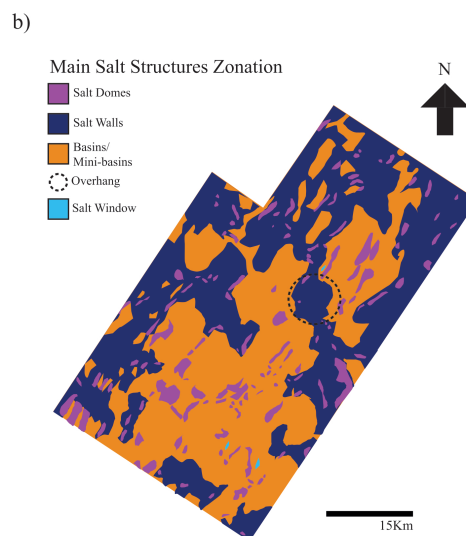 b)
Main Salt Structures Zonation
N
Salt Domes
Salt Walls
Basins/
Mini-basins
Overhang
Salt Window
15Km